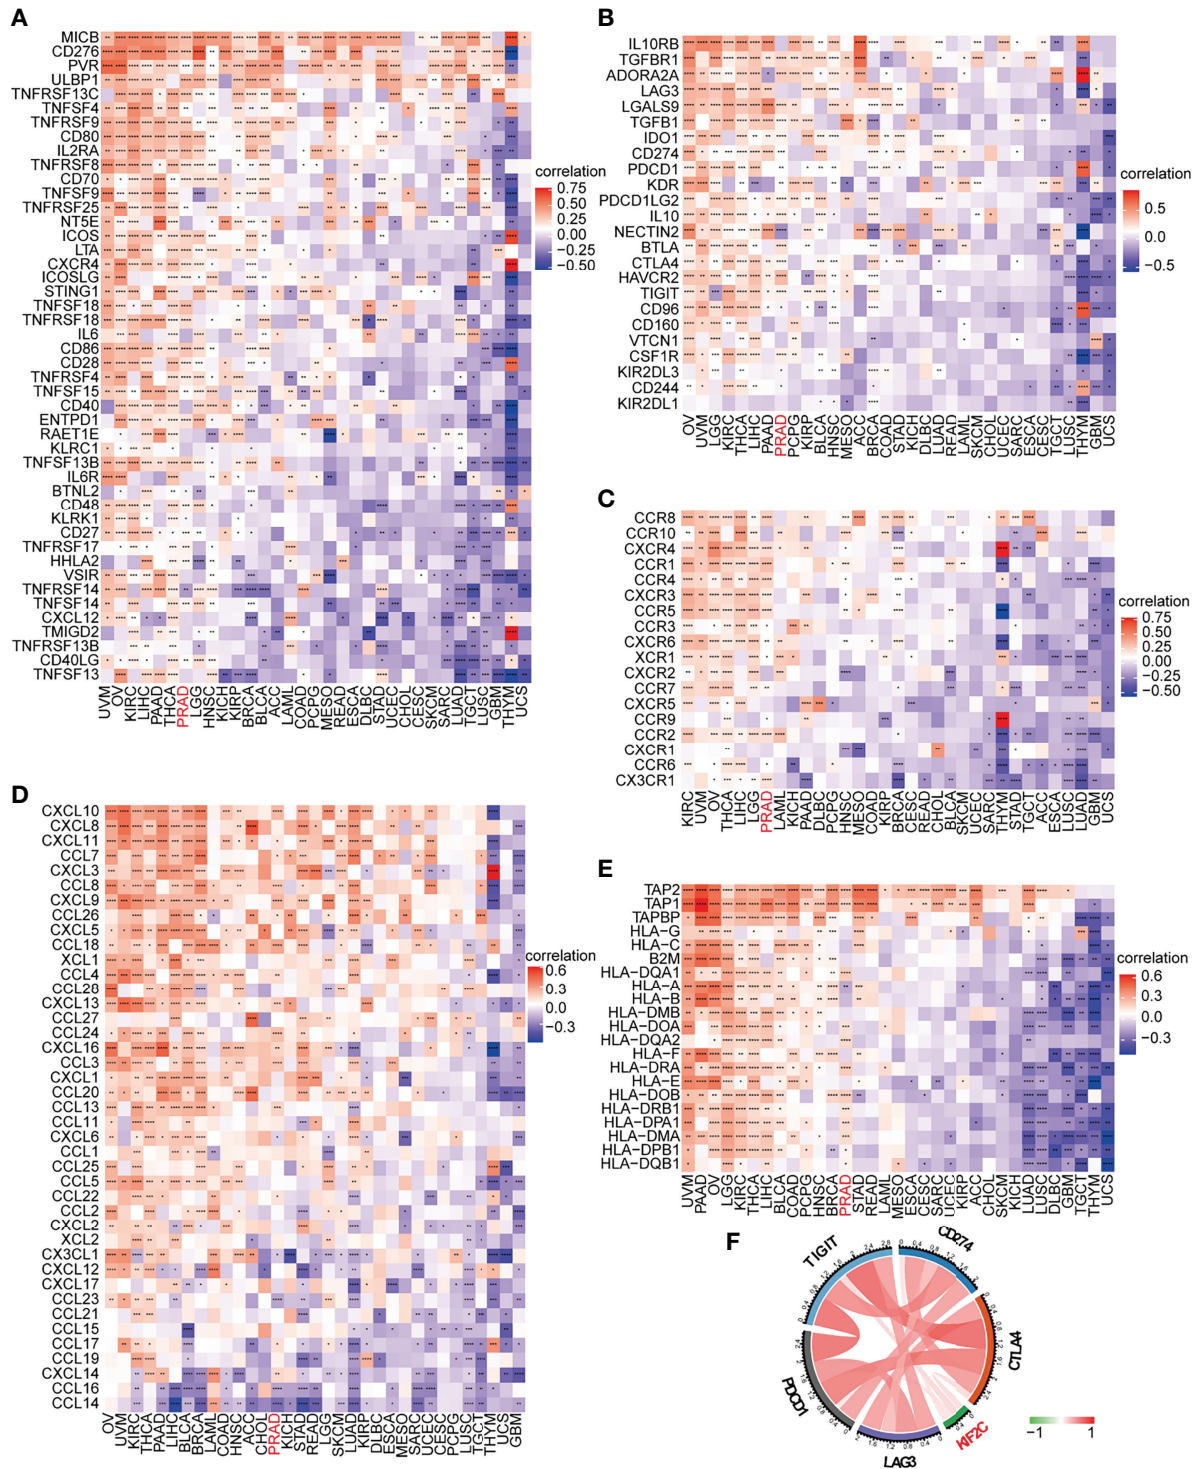 A
MICB
CD276
PVR
ULBP1
TNFRSF13C
TNFSF4
TNFRSF9
CD80
IL2RA
TNFRSF8
CD70
TNFSF9
TNFRSF25
NT5E
ICOS
LTA
CXCR4
ICOSLG
STING1
TNFSF18
TNFRSF18
IL6
CD86
CD28
TNFRSF4
TNFSF15
CD40
ENTPD1
RAET1E
KLRC1
TNFSF13B
IL6R
BTNL2
CD48
KLRK1
CD27
TNFRSF17
HHLA2
VSIR
TNFRSF14
TNFSF14
CXCL12
TMIGD2
TNFRSF13B
CD40LG
TNFSF13
UVM OV KIRC LIHC PAAD THCA PRAD LGG HNSC KICH KIRP BRCA BLCA ACC LAML COAD PCPG MESO READ ESCA DLBC STAD UCEC CHOL CESC SKCM SARC LUAD TGCT LUSC GBM THYM UCS
correlation
0.75
0.50
0.25
0.00
−0.25
−0.50
B
IL10RB
TGFBR1
ADORA2A
LAG3
LGALS9
TGFB1
IDO1
CD274
PDCD1
KDR
PDCD1LG2
IL10
NECTIN2
BTLA
CTLA4
HAVCR2
TIGIT
CD96
CD160
VTCN1
CSF1R
KIR2DL3
CD244
KIR2DL1
OV UVM LGG KIRC THCA LIHC PAAD PRAD PCPG KIRP BLCA HNSC MESO ACC BRCA COAD STAD KICH DLBC LUAD READ LAML SKCM CHOL UCEC SARC ESCA CESC TGCT LUSC THYM GBM UCS
correlation
0.5
0.0
−0.5
C
CCR8
CCR10
CXCR4
CCR1
CCR4
CXCR3
CCR5
CCR3
CXCR6
XCR1
CXCR2
CCR7
CXCR5
CCR9
CCR2
CXCR1
CCR6
CX3CR1
KIRC UVM OV THCA LIHC LGG PRAD LAML KICH PAAD DLBC PCPG HNSC MESO COAD KIRP BRCA CESC READ CHOL BLCA SKCM UCEC SARC THYM STAD TGCT ACC ESCA LUSC LUAD GBM UCS
correlation
0.75
0.50
0.25
0.00
−0.25
−0.50
D
CXCL10
CXCL8
CXCL11
CCL7
CXCL3
CCL8
CXCL9
CCL26
CXCL5
CCL18
XCL1
CCL4
CCL28
CXCL13
CCL27
CCL24
CXCL16
CCL3
CXCL1
CCL20
CCL13
CCL11
CXCL6
CCL1
CCL25
CCL5
CCL22
CCL2
CXCL2
XCL2
CX3CL1
CXCL12
CXCL17
CCL23
CCL21
CCL15
CCL17
CCL19
CXCL14
CCL16
CCL14
OV UVM KIRC THCA PAAD LIHC BLCA BRCA LAML COAD HNSC ACC CHOL PRAD KICH STAD READ LGG SKCM LUAD KIRP DLBC ESCA MESO SARC UCEC CESC PCPG LUSC TGCT THYM UCS GBM
correlation
0.6
0.3
0.0
−0.3
E
TAP2
TAP1
TAPBP
HLA−G
HLA−C
B2M
HLA−DQA1
HLA−A
HLA−B
HLA−DMB
HLA−DOA
HLA−DQA2
HLA−F
HLA−DRA
HLA−E
HLA−DOB
HLA−DRB1
HLA−DPA1
HLA−DMA
HLA−DPB1
HLA−DQB1
UVM PAAD OV LGG KIRC THCA LIHC BLCA COAD PCPG HNSC BRCA PRAD STAD READ LAML MESO ESCA CESC SARC UCEC KIRP ACC CHOL SKCM KICH LUAD LUSC DLBC GBM TGCT THYM UCS
correlation
0.6
0.3
0.0
−0.3
F
TIGIT
CD274
CTLA4
KIF2C
LAG3
PDCD1
−1 1